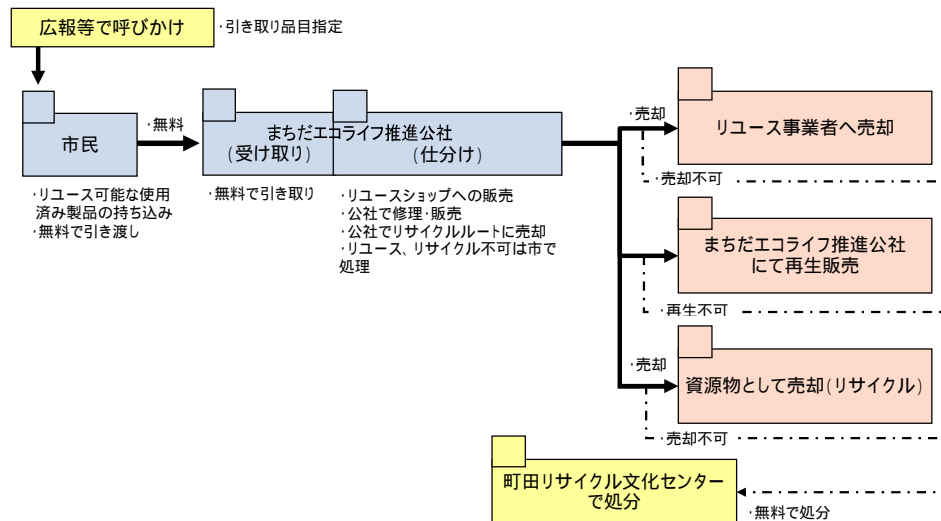 広報等で呼びかけ
・引き取り品目指定
市民
・無料
まちだエコライフ推進公社
(受け取り)
(仕分け)
・リユース可能な使用
済み製品の持ち込み
・無料で引き渡し
・無料で引き取り
・リユースショップへの販売
・公社で修理・販売
・公社でリサイクルルートに売却
・リユース、リサイクル不可は市で
処理
・売却
リユース事業者へ売却
・売却不可
まちだエコライフ推進公社
にて再生販売
・再生不可
・売却
資源物として売却(リサイクル)
・売却不可
町田リサイクル文化センター
で処分
・無料で処分